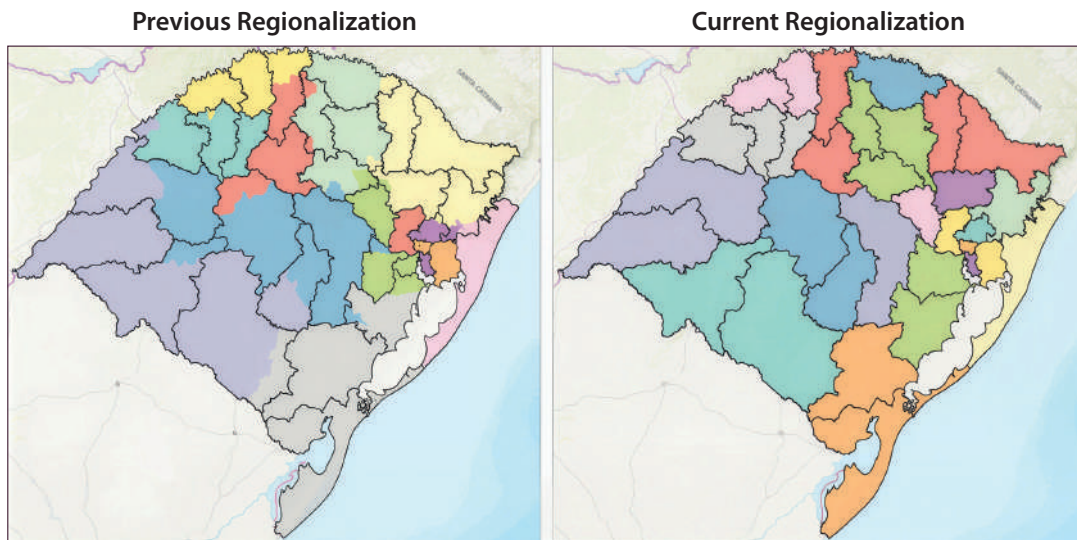 Previous Regionalization
Current Regionalization
SANTA CATARINA
SANTA CATARINA